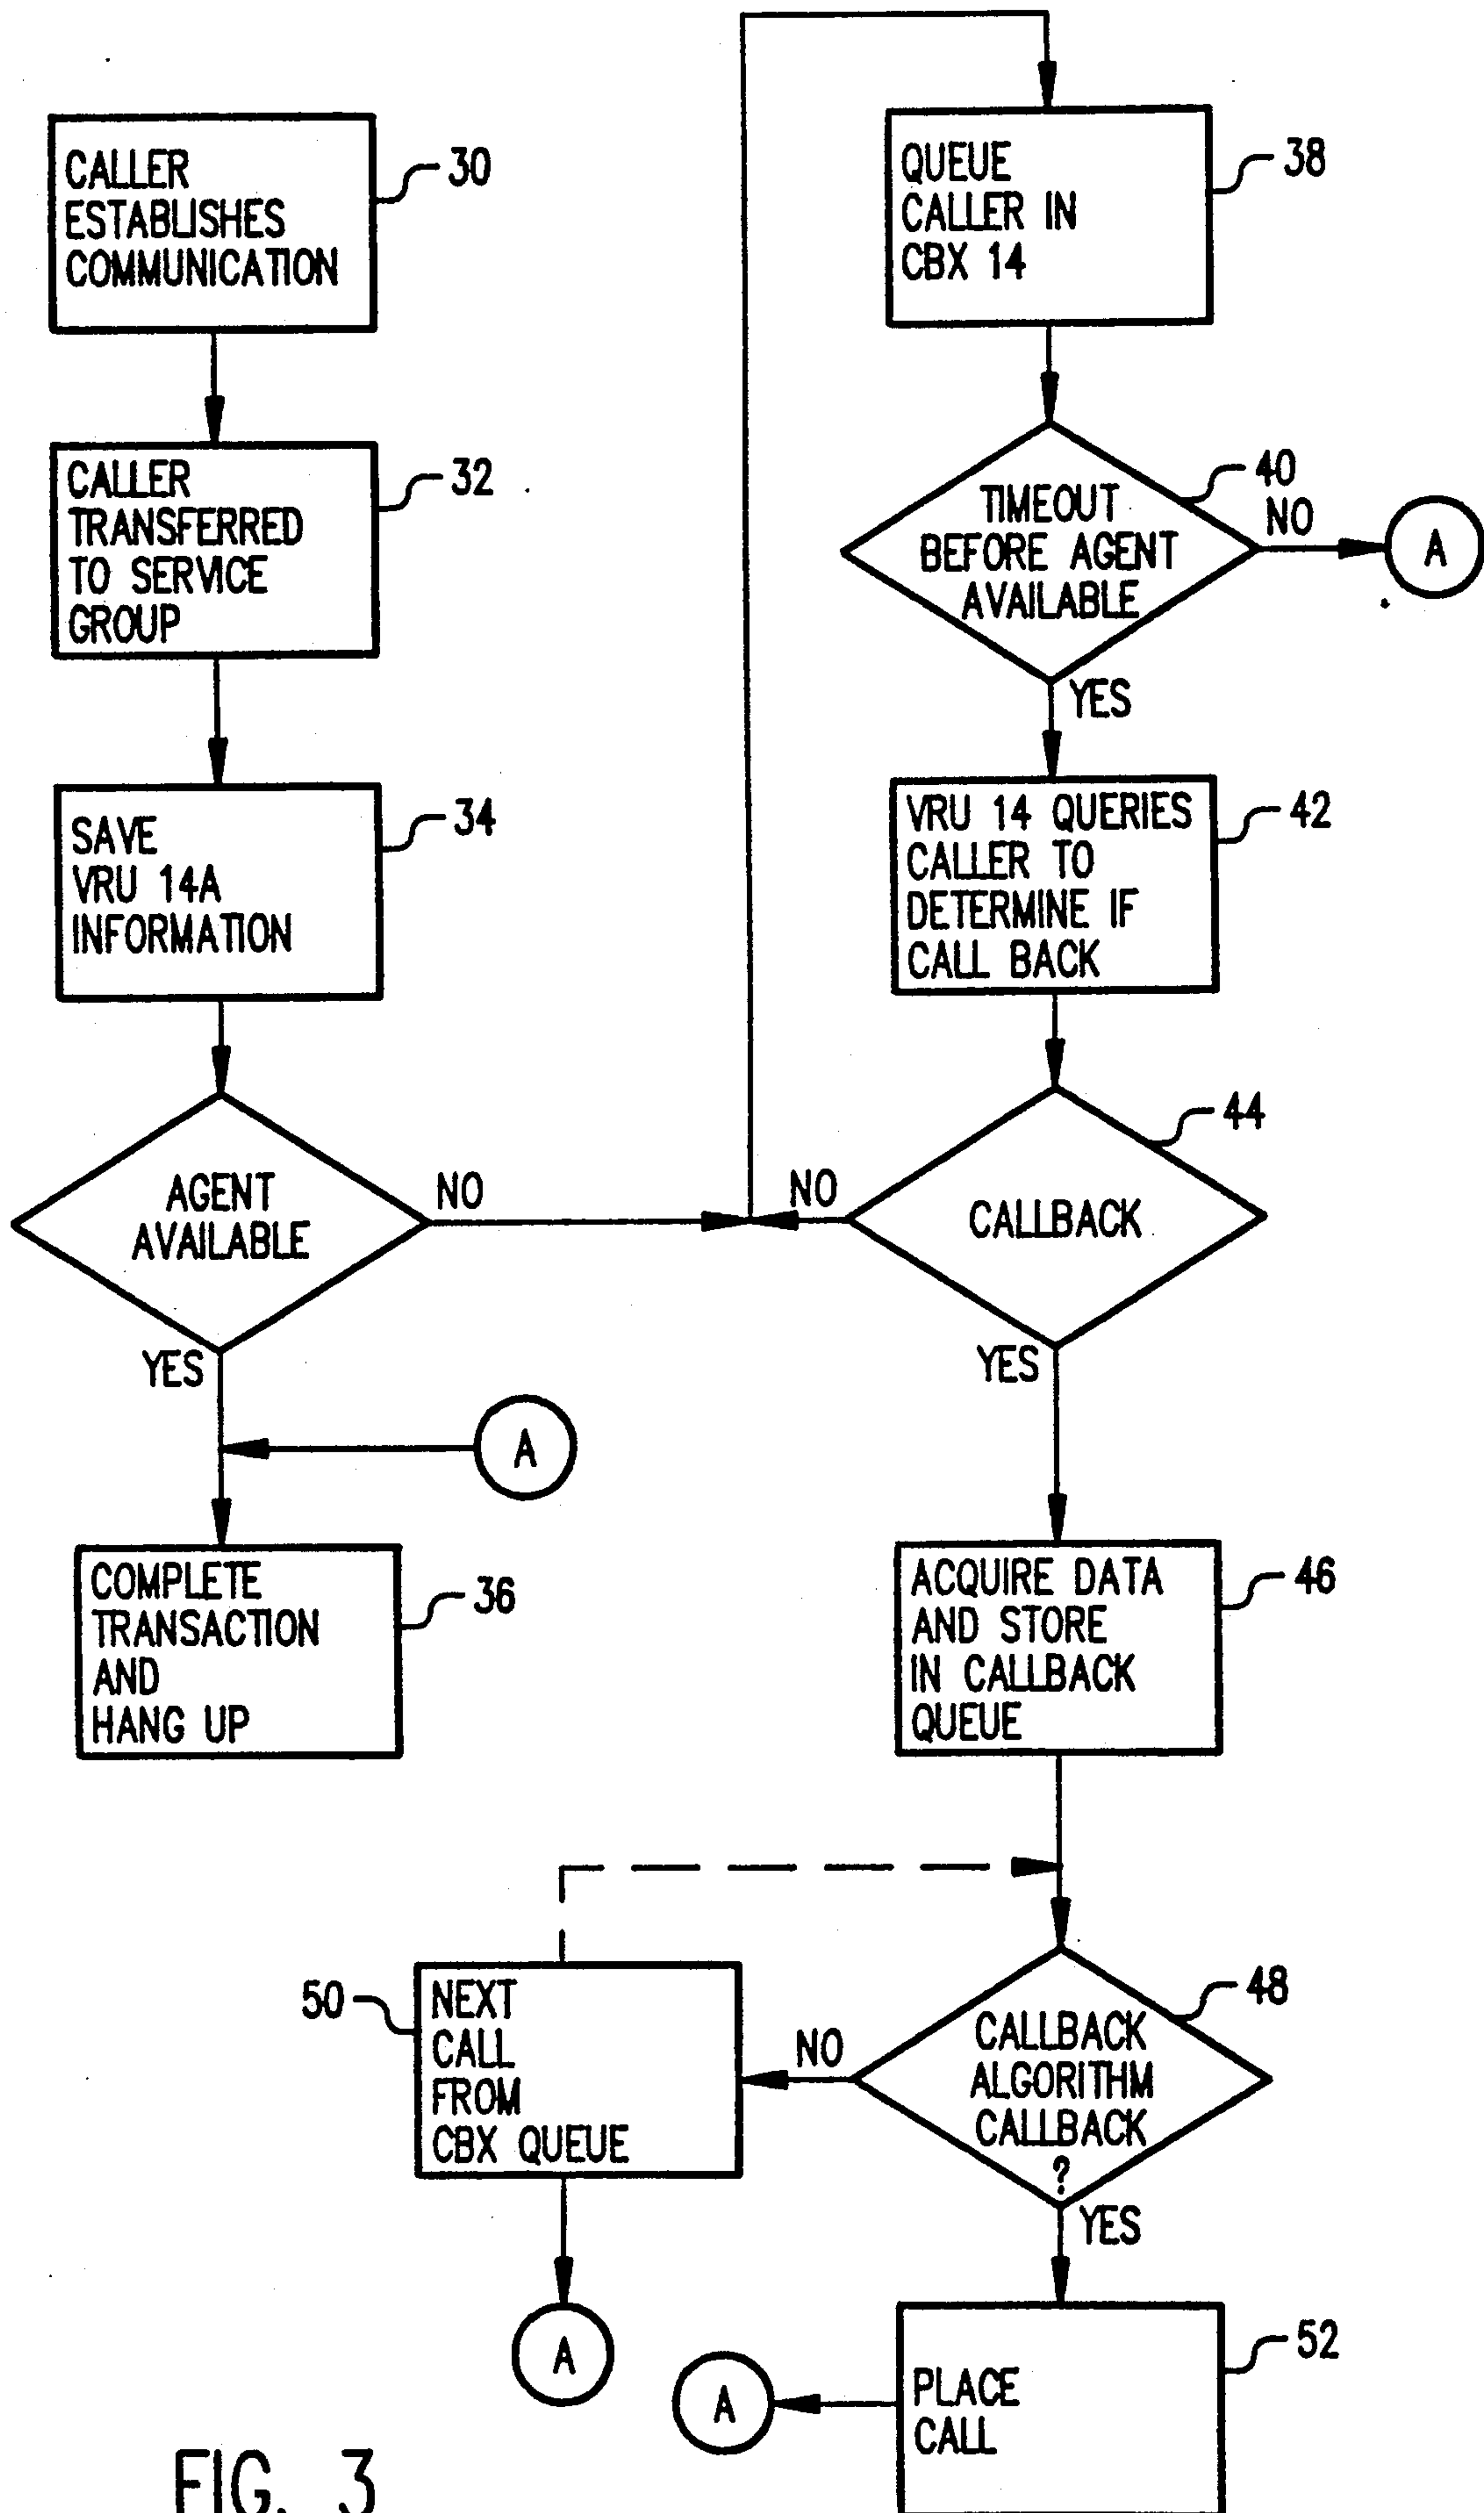 CALLER
ESTABLISHES
COMMUNICATION
30
CALLER
TRANSFERRED
TO SERVICE
GROUP
32
SAVE
VRU 14A
INFORMATION
34
AGENT
AVAILABLE
NO
YES
A
COMPLETE
TRANSACTION
AND
HANG UP
36
QUEUE
CALLER IN
CBX 14
38
TIMEOUT
BEFORE AGENT
AVAILABLE
40
NO
A
YES
VRU 14 QUERIES
CALLER TO
DETERMINE IF
CALL BACK
42
CALLBACK
44
NO
YES
ACQUIRE DATA
AND STORE
IN CALLBACK
QUEUE
46
CALLBACK
ALGORITHM
CALLBACK
?
48
NO
YES
50
NEXT
CALL
FROM
CBX QUEUE
A
PLACE
CALL
52
A
FIG. 3